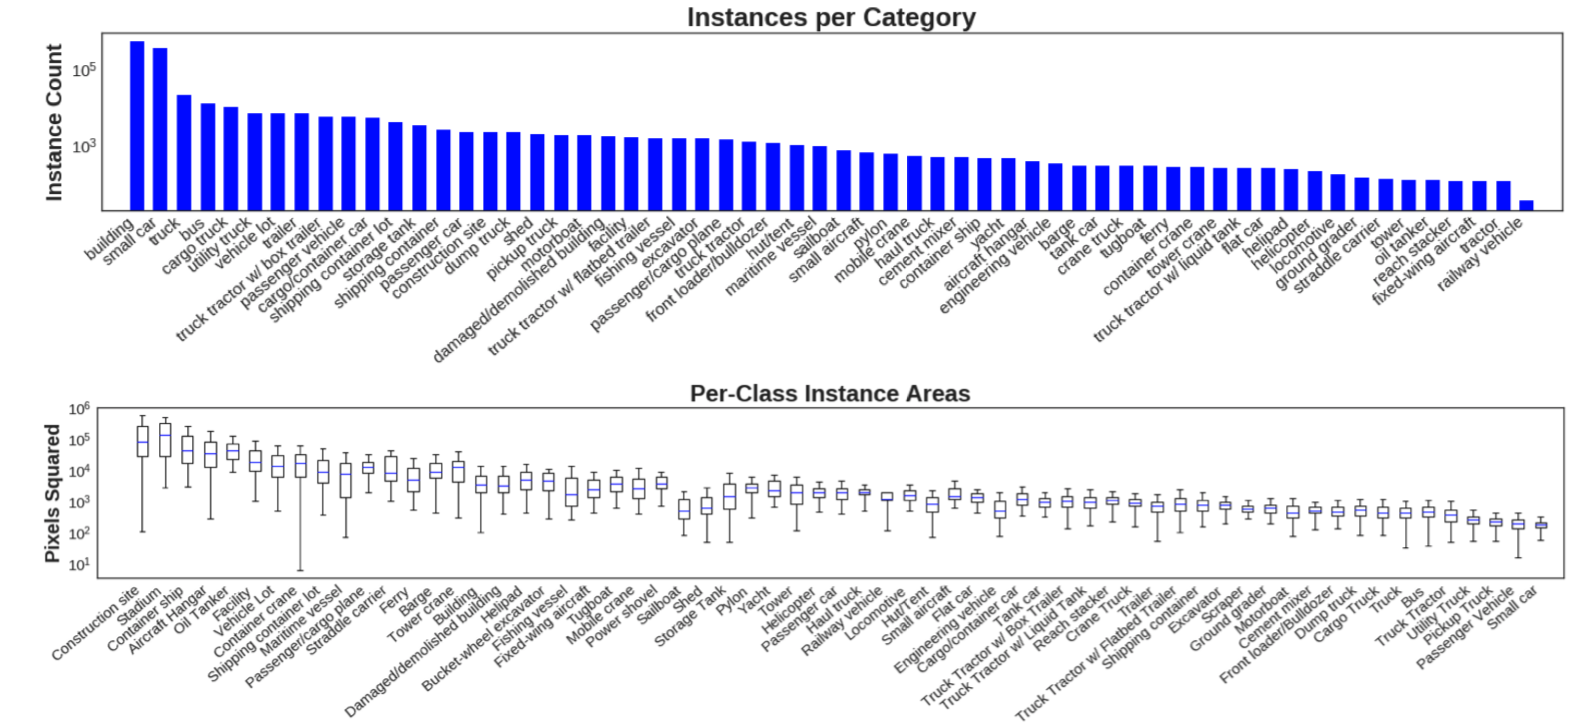 Instances per Category
Instance Count
10^5
10^3
building
small car
truck
bus
cargo truck
utility truck
vehicle lot
trailer
truck tractor w/ box trailer
passenger vehicle
cargo/container car
shipping container lot
storage tank
shipping container
passenger car
construction site
dump truck
shed
pickup truck
motorboat
damaged/demolished building
facility
truck tractor w/ flatbed trailer
fishing vessel
excavator
passenger/cargo plane
truck tractor
front loader/bulldozer
hut/tent
maritime vessel
sailboat
small aircraft
pylon
mobile crane
haul truck
cement mixer
container ship
yacht
aircraft hangar
engineering vehicle
barge
tank car
crane truck
tugboat
ferry
container crane
tower crane
truck tractor w/ liquid tank
flat car
helipad
helicopter
locomotive
ground grader
straddle carrier
tower
oil tanker
reach stacker
fixed-wing aircraft
tractor
railway vehicle
Per-Class Instance Areas
Pixels Squared
10^6
10^5
10^4
10^3
10^2
10^1
Construction site
Stadium
Container ship
Aircraft Hangar
Oil Tanker
Facility
Vehicle Lot
Container crane
Shipping container lot
Maritime vessel
Passenger/cargo plane
Straddle carrier
Ferry
Barge
Tower crane
Building
Damaged/demolished building
Helipad
Bucket-wheel excavator
Fishing vessel
Fixed-wing aircraft
Tugboat
Mobile crane
Power shovel
Sailboat
Shed
Storage Tank
Pylon
Yacht
Tower
Helicopter
Passenger car
Haul truck
Railway vehicle
Locomotive
Hut/Tent
Small aircraft
Flat car
Engineering vehicle
Cargo/container car
Tank car
Truck Tractor w/ Box Trailer
Truck Tractor w/ Liquid Tank
Reach stacker
Crane Truck
Trailer
Truck Tractor w/ Flatbed Trailer
Shipping container
Excavator
Scraper
Ground grader
Motorboat
Cement mixer
Front loader/Bulldozer
Dump truck
Cargo Truck
Truck
Bus
Truck Tractor
Utility Truck
Pickup Truck
Passenger Vehicle
Small car